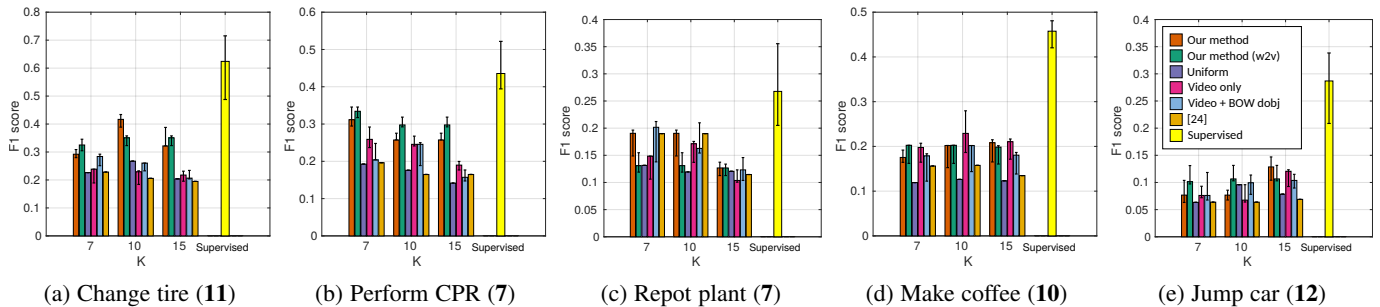 0.8
0.7
0.6
0.5
0.4
0.3
0.2
0.1
0
F1 score
7 10 15 Supervised
K
(a) Change tire (11)
0.6
0.5
0.4
0.3
0.2
0.1
0
F1 score
7 10 15 Supervised
K
(b) Perform CPR (7)
0.4
0.35
0.3
0.25
0.2
0.15
0.1
0.05
0
F1 score
7 10 15 Supervised
K
(c) Repot plant (7)
0.5
0.4
0.3
0.2
0.1
0
F1 score
7 10 15 Supervised
K
(d) Make coffee (10)
0.4
0.35
0.3
0.25
0.2
0.15
0.1
0.05
0
F1 score
Our method
Our method (w2v)
Uniform
Video only
Video + BOW dobj
[24]
Supervised
7 10 15 Supervised
K
(e) Jump car (12)